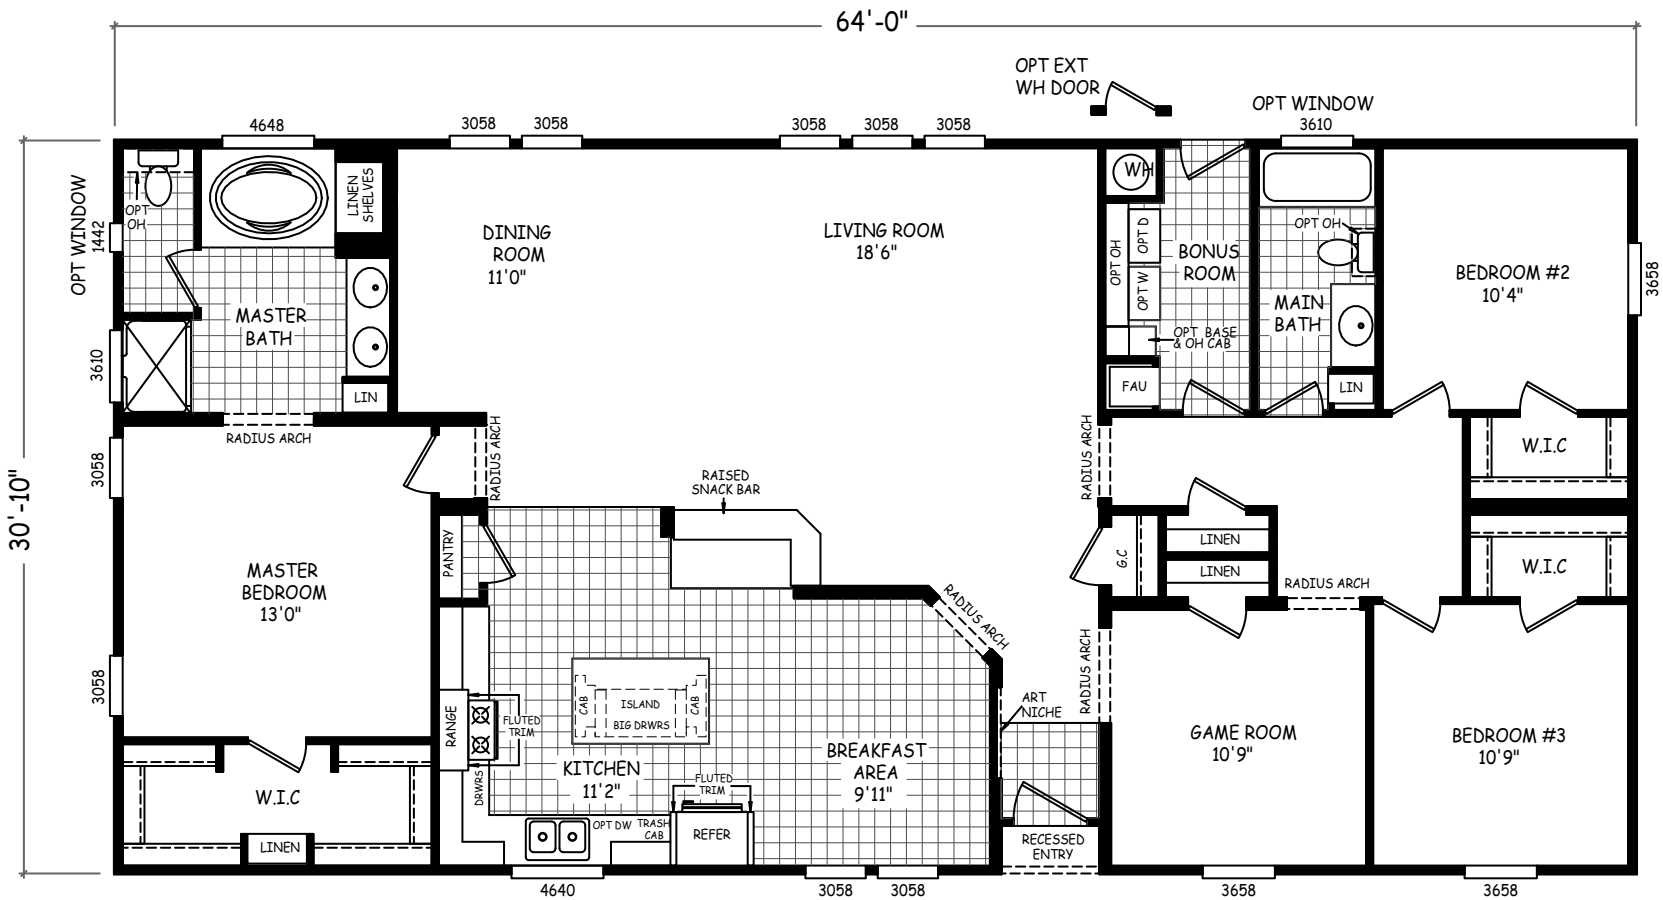 64'-0"
OPT EXT
WH DOOR
OPT WINDOW
4648
3058
3058
3058
3058
3058
3610
OPT WINDOW
1442
OPT
OH
LINEN
SHELVES
WH
DINING
ROOM
11'0"
LIVING ROOM
18'6"
OPT OH
OPT D
OPT W
BONUS
ROOM
OPT OH
BEDROOM #2
10'4"
3658
MASTER
BATH
MAIN
BATH
OPT BASE
& OH CAB
3610
LIN
FAU
LIN
RADIUS ARCH
RADIUS ARCH
RADIUS ARCH
W.I.C
3058
30'-10"
RAISED
SNACK BAR
PANTRY
G.C
LINEN
LINEN
W.I.C
MASTER
BEDROOM
13'0"
RADIUS ARCH
RADIUS ARCH
RADIUS ARCH
3058
RANGE
FLUTED
TRIM
CAB
ISLAND
BIG DRWRS
CAB
ART
NICHE
GAME ROOM
10'9"
BEDROOM #3
10'9"
BREAKFAST
AREA
9'11"
KITCHEN
11'2"
DRWRS
FLUTED
TRIM
W.I.C
LINEN
OPT DW
TRASH
CAB
REFER
RECESSED
ENTRY
4640
3058
3058
3658
3658